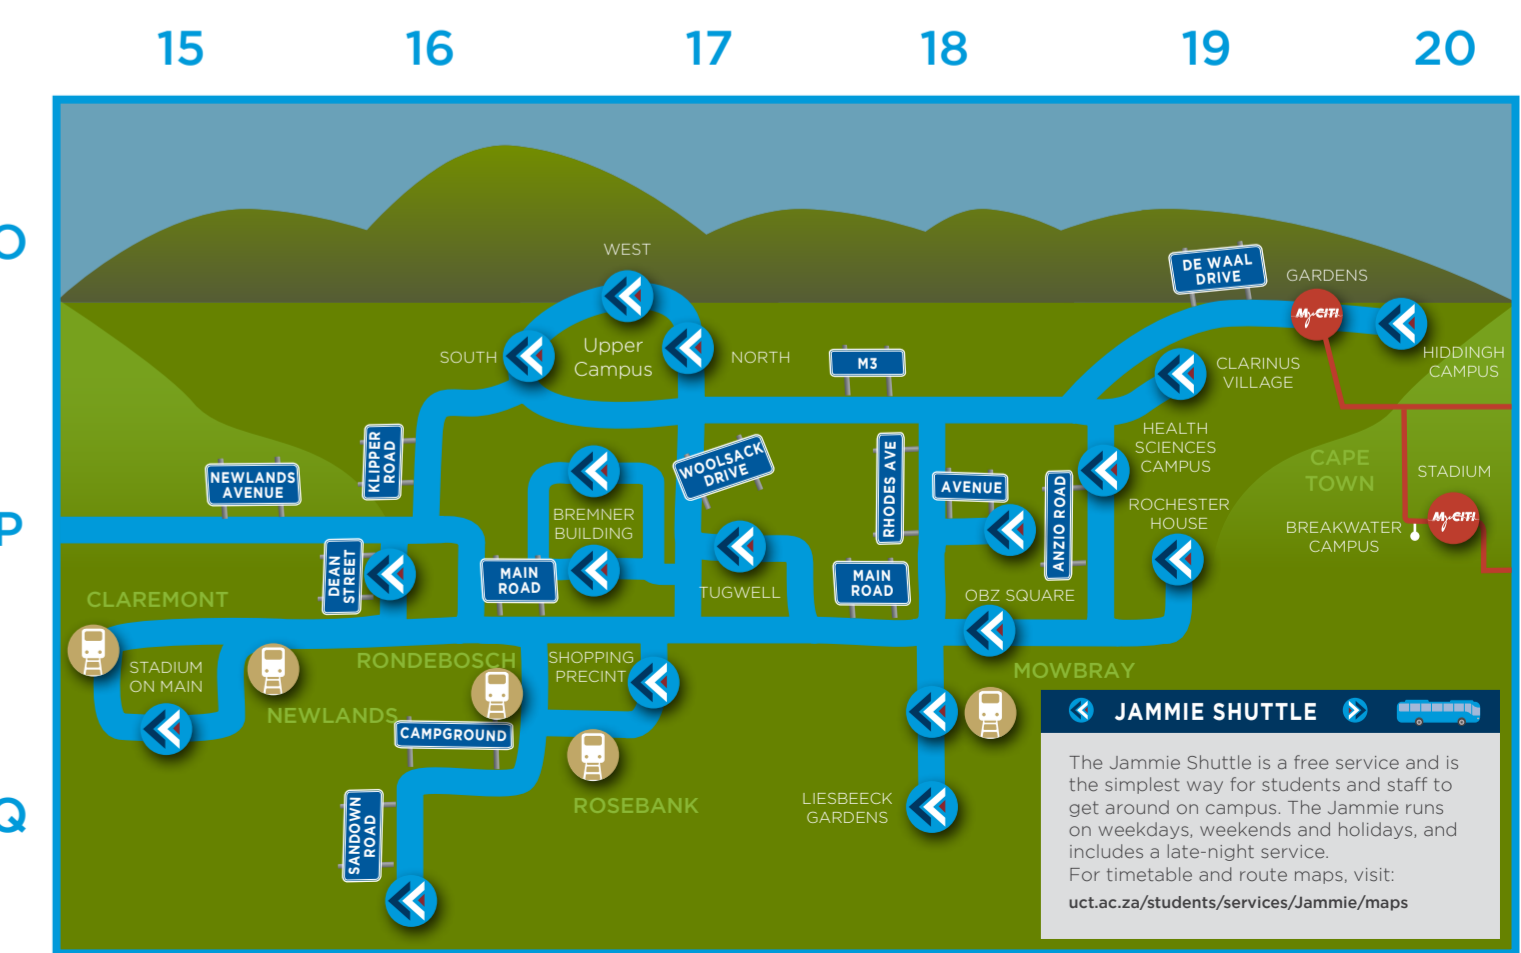 15 16 17 18 19 20
O
WEST
DE WAAL
DRIVE
GARDENS
MyCiTi
SOUTH
Upper
Campus
NORTH
M3
CLARINUS
VILLAGE
HIDDINGH
CAMPUS
KLIPPER
ROAD
NEWLANDS
AVENUE
WOOLSACK
DRIVE
RHODES AVE
AVENUE
ANZIO ROAD
HEALTH
SCIENCES
CAMPUS
CAPE
TOWN
STADIUM
MyCiTi
P
BREMNER
BUILDING
ROCHESTER
HOUSE
BREAKWATER
CAMPUS
DEAN
STREET
MAIN
ROAD
TUGWELL
MAIN
ROAD
OBZ SQUARE
CLAREMONT
STADIUM
ON MAIN
RONDEBOSCH
SHOPPING
PRECINT
MOWBRAY
NEWLANDS
CAMPGROUND
ROSEBANK
LIESBEECK
GARDENS
Q
SANDOWN
ROAD
JAMMIE SHUTTLE
The Jammie Shuttle is a free service and is
the simplest way for students and staff to
get around on campus. The Jammie runs
on weekdays, weekends and holidays, and
includes a late-night service.
For timetable and route maps, visit:
uct.ac.za/students/services/Jammie/maps